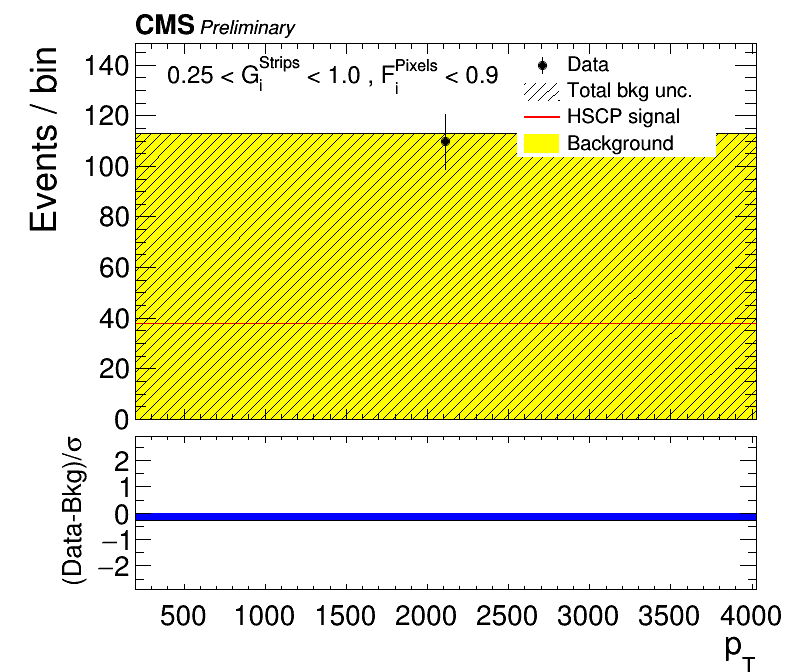 CMS Preliminary
Events / bin
140
120
100
80
60
40
20
0
0.25 < G_i^Strips < 1.0 , F_i^Pixels < 0.9
Data
Total bkg unc.
HSCP signal
Background
(Data-Bkg)/σ
2
1
0
−1
−2
500 1000 1500 2000 2500 3000 3500 4000
p_T